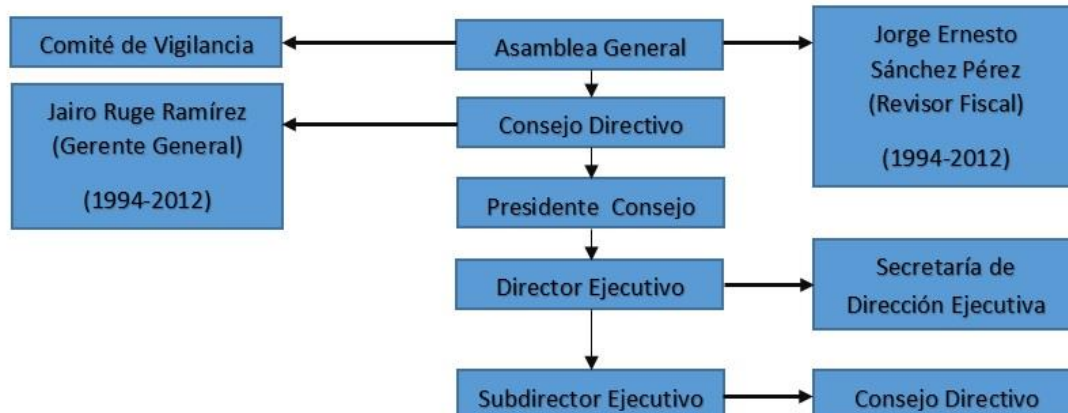 Comité de Vigilancia
Asamblea General
Jorge Ernesto
Sánchez Pérez
(Revisor Fiscal)
(1994-2012)
Jairo Ruge Ramírez
(Gerente General)
(1994-2012)
Consejo Directivo
Presidente Consejo
Director Ejecutivo
Secretaría de
Dirección Ejecutiva
Subdirector Ejecutivo
Consejo Directivo